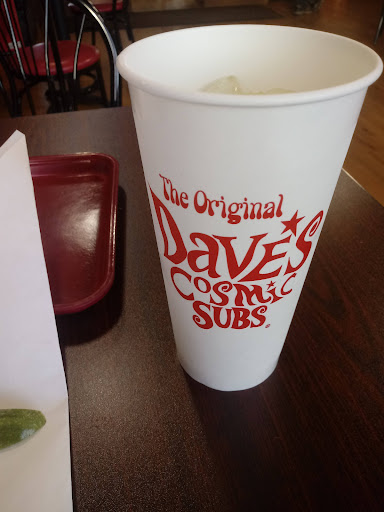 The Original
Dave's
Cosmic
Subs®